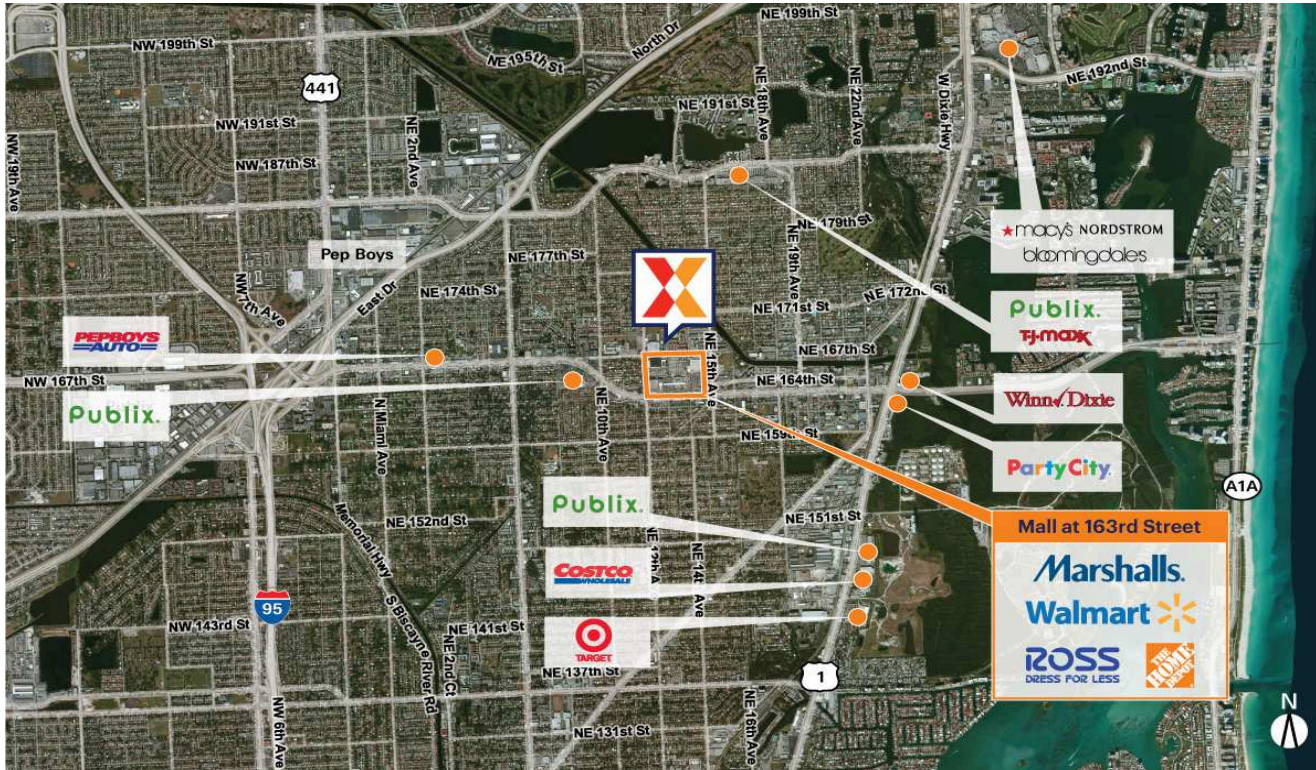 NE 199th St
NW 199th St
North Dr
NE 195th St
441
NE 18th Ave
NE 22nd Ave
W Dixie Hwy
NE 192nd St
NW 191st St
NE 191st St
NE 2nd Ave
NW 19th Ave
NW 187th St
NE 179th St
macy's NORDSTROM
bloomingdale's
Pep Boys
NE 177th St
NE 19th Ave
NW 7th Ave
East Dr
NE 174th St
NE 172nd St
NE 171st St
Publix.
T·J·maxx
PEPBOYS
AUTO
NE 15th Ave
NE 167th St
NW 167th St
NE 164th St
Publix.
N Miami Ave
NE 10th Ave
Winn Dixie
NE 159th St
Party City
A1A
Publix.
NE 151st St
Mall at 163rd Street
NE 152nd St
Memorial Hwy
NE 12th A
NE 14th Ave
COSTCO
WHOLESALE
Marshalls.
Walmart
95
S Biscayne River Rd
NW 143rd St
NE 141st St
TARGET
NE 2nd Ct
NE 137th St
ROSS
DRESS FOR LESS
THE
HOME
DEPOT
1
NW 6th Ave
NE 16th Ave
NE 131st St
N